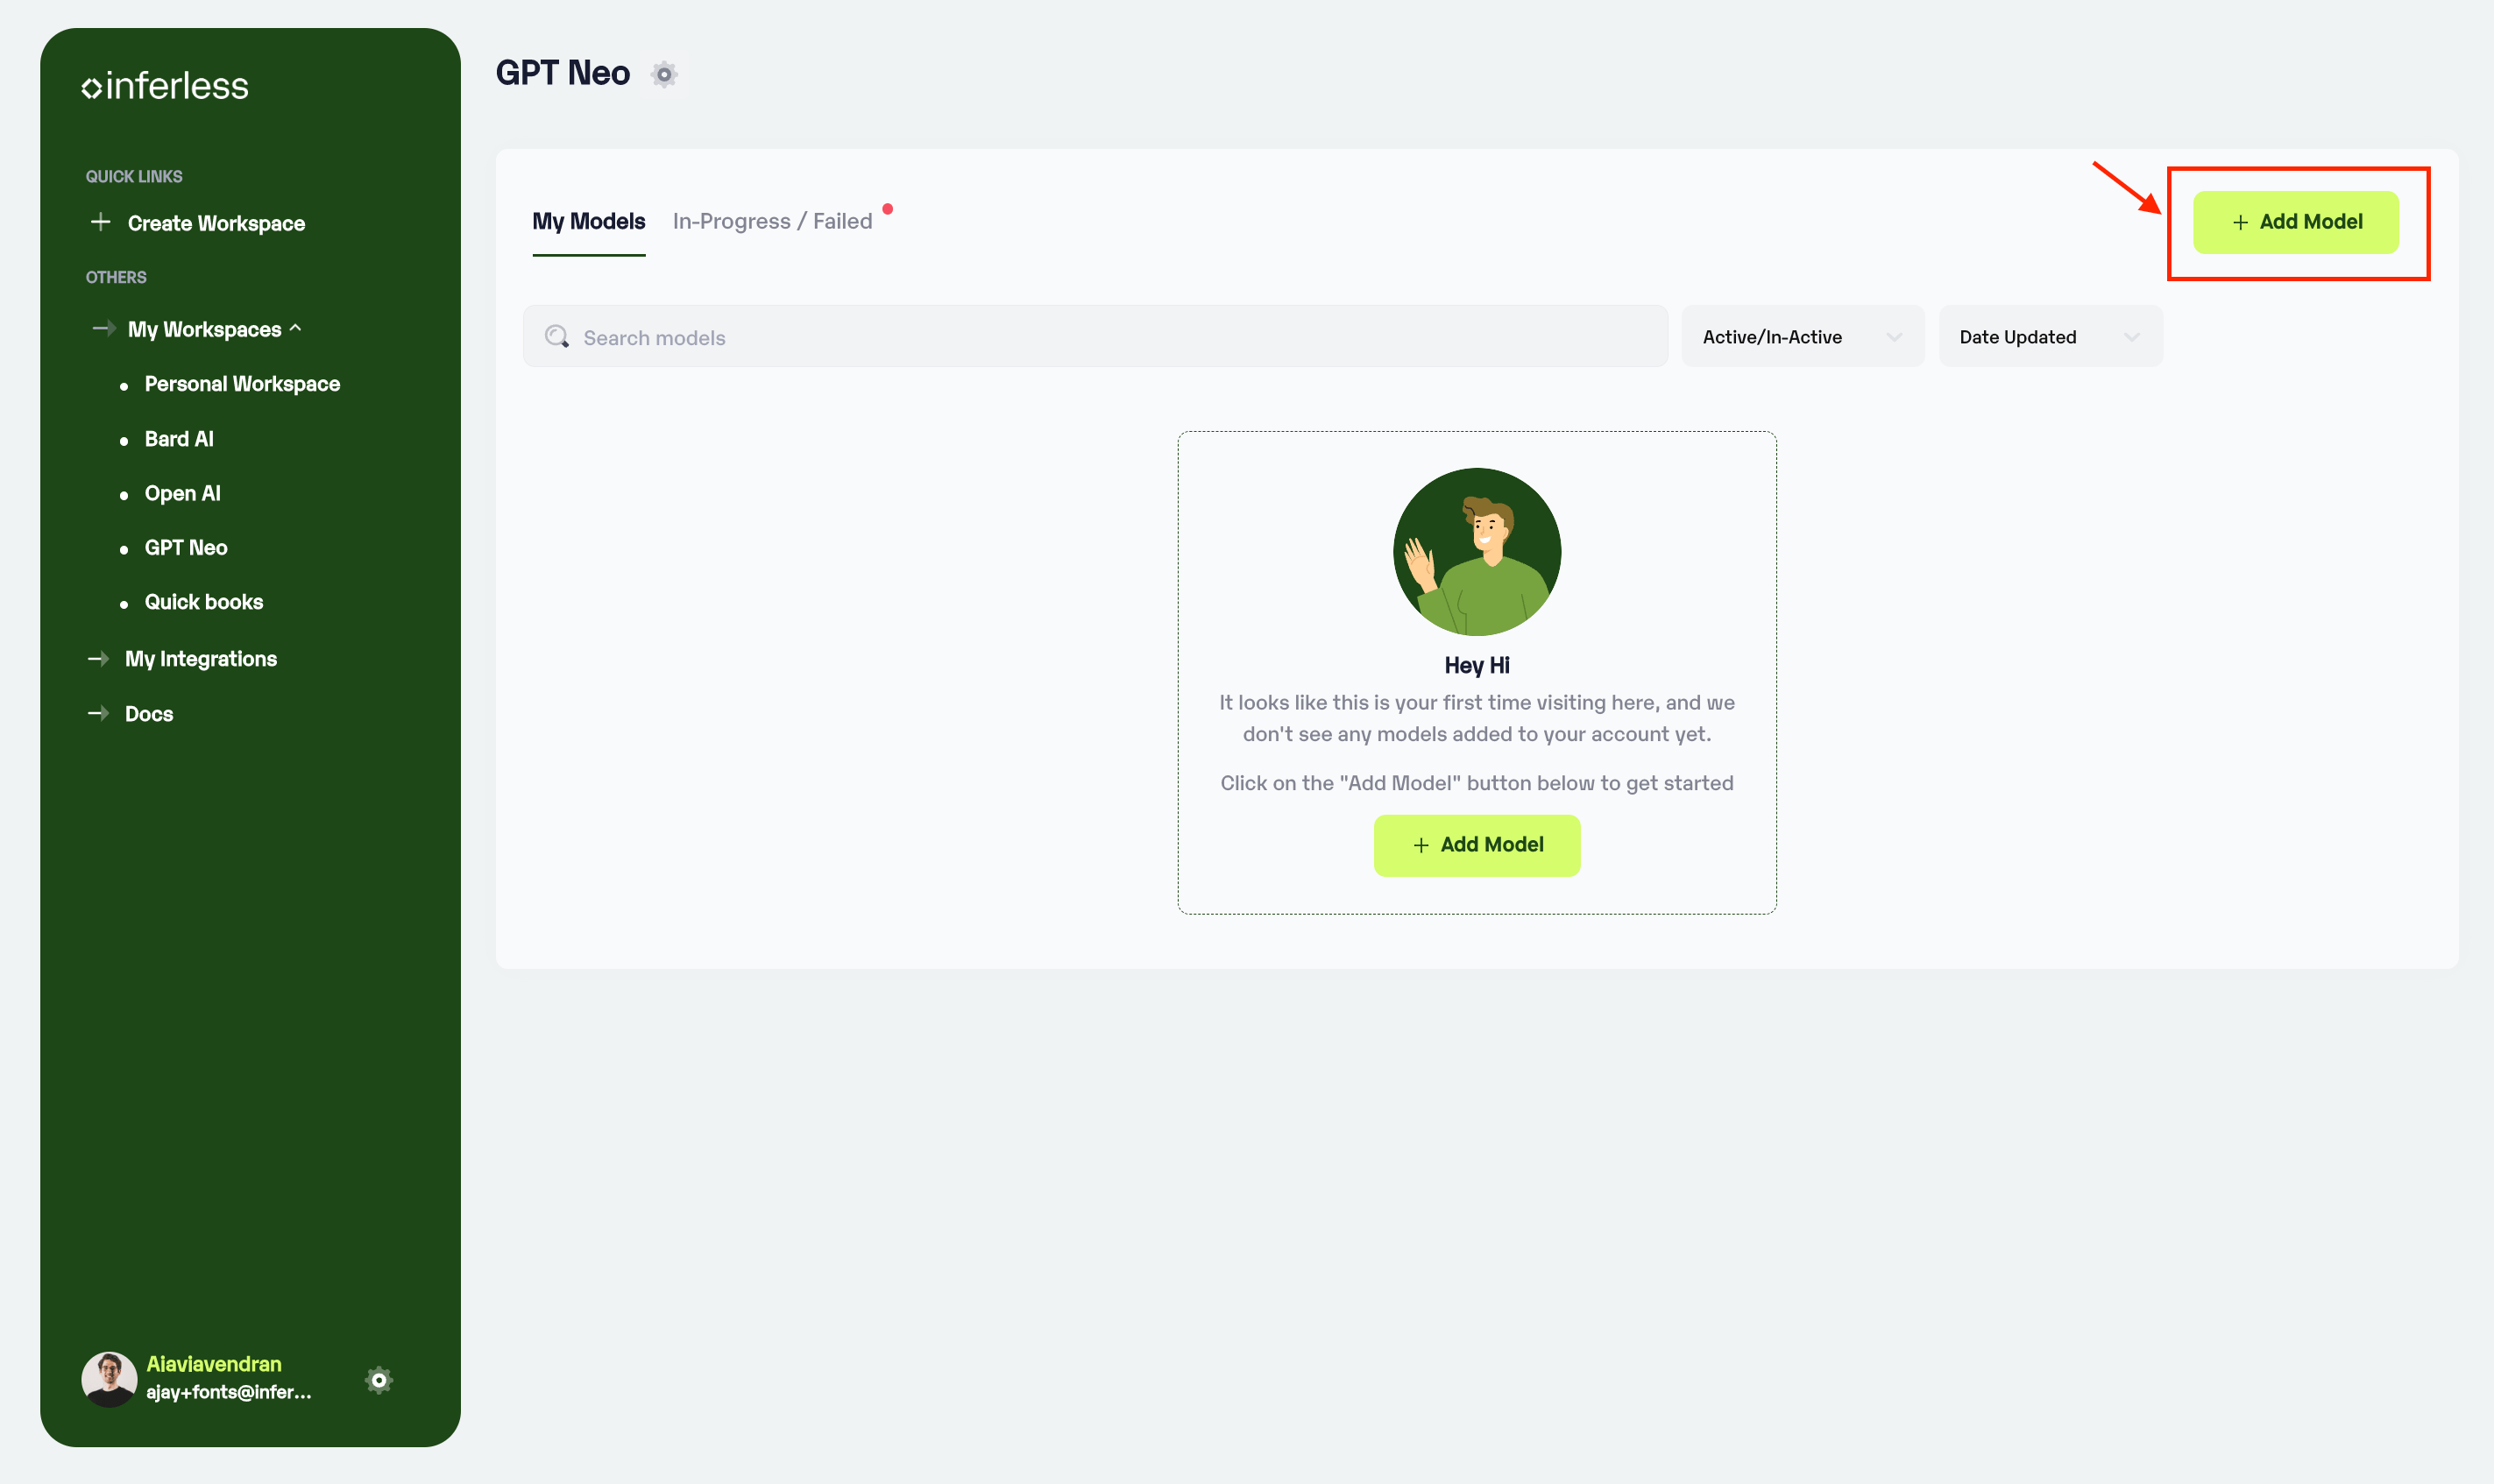 inferless
QUICK LINKS
Create Workspace
OTHERS
My Workspaces
Personal Workspace
Bard AI
Open AI
GPT Neo
Quick books
My Integrations
Docs
Aiaviavendran
ajay+fonts@infer...
GPT Neo
My Models
In-Progress / Failed
+ Add Model
Search models
Active/In-Active
Date Updated
Hey Hi
It looks like this is your first time visiting here, and we
don't see any models added to your account yet.
Click on the "Add Model" button below to get started
+ Add Model